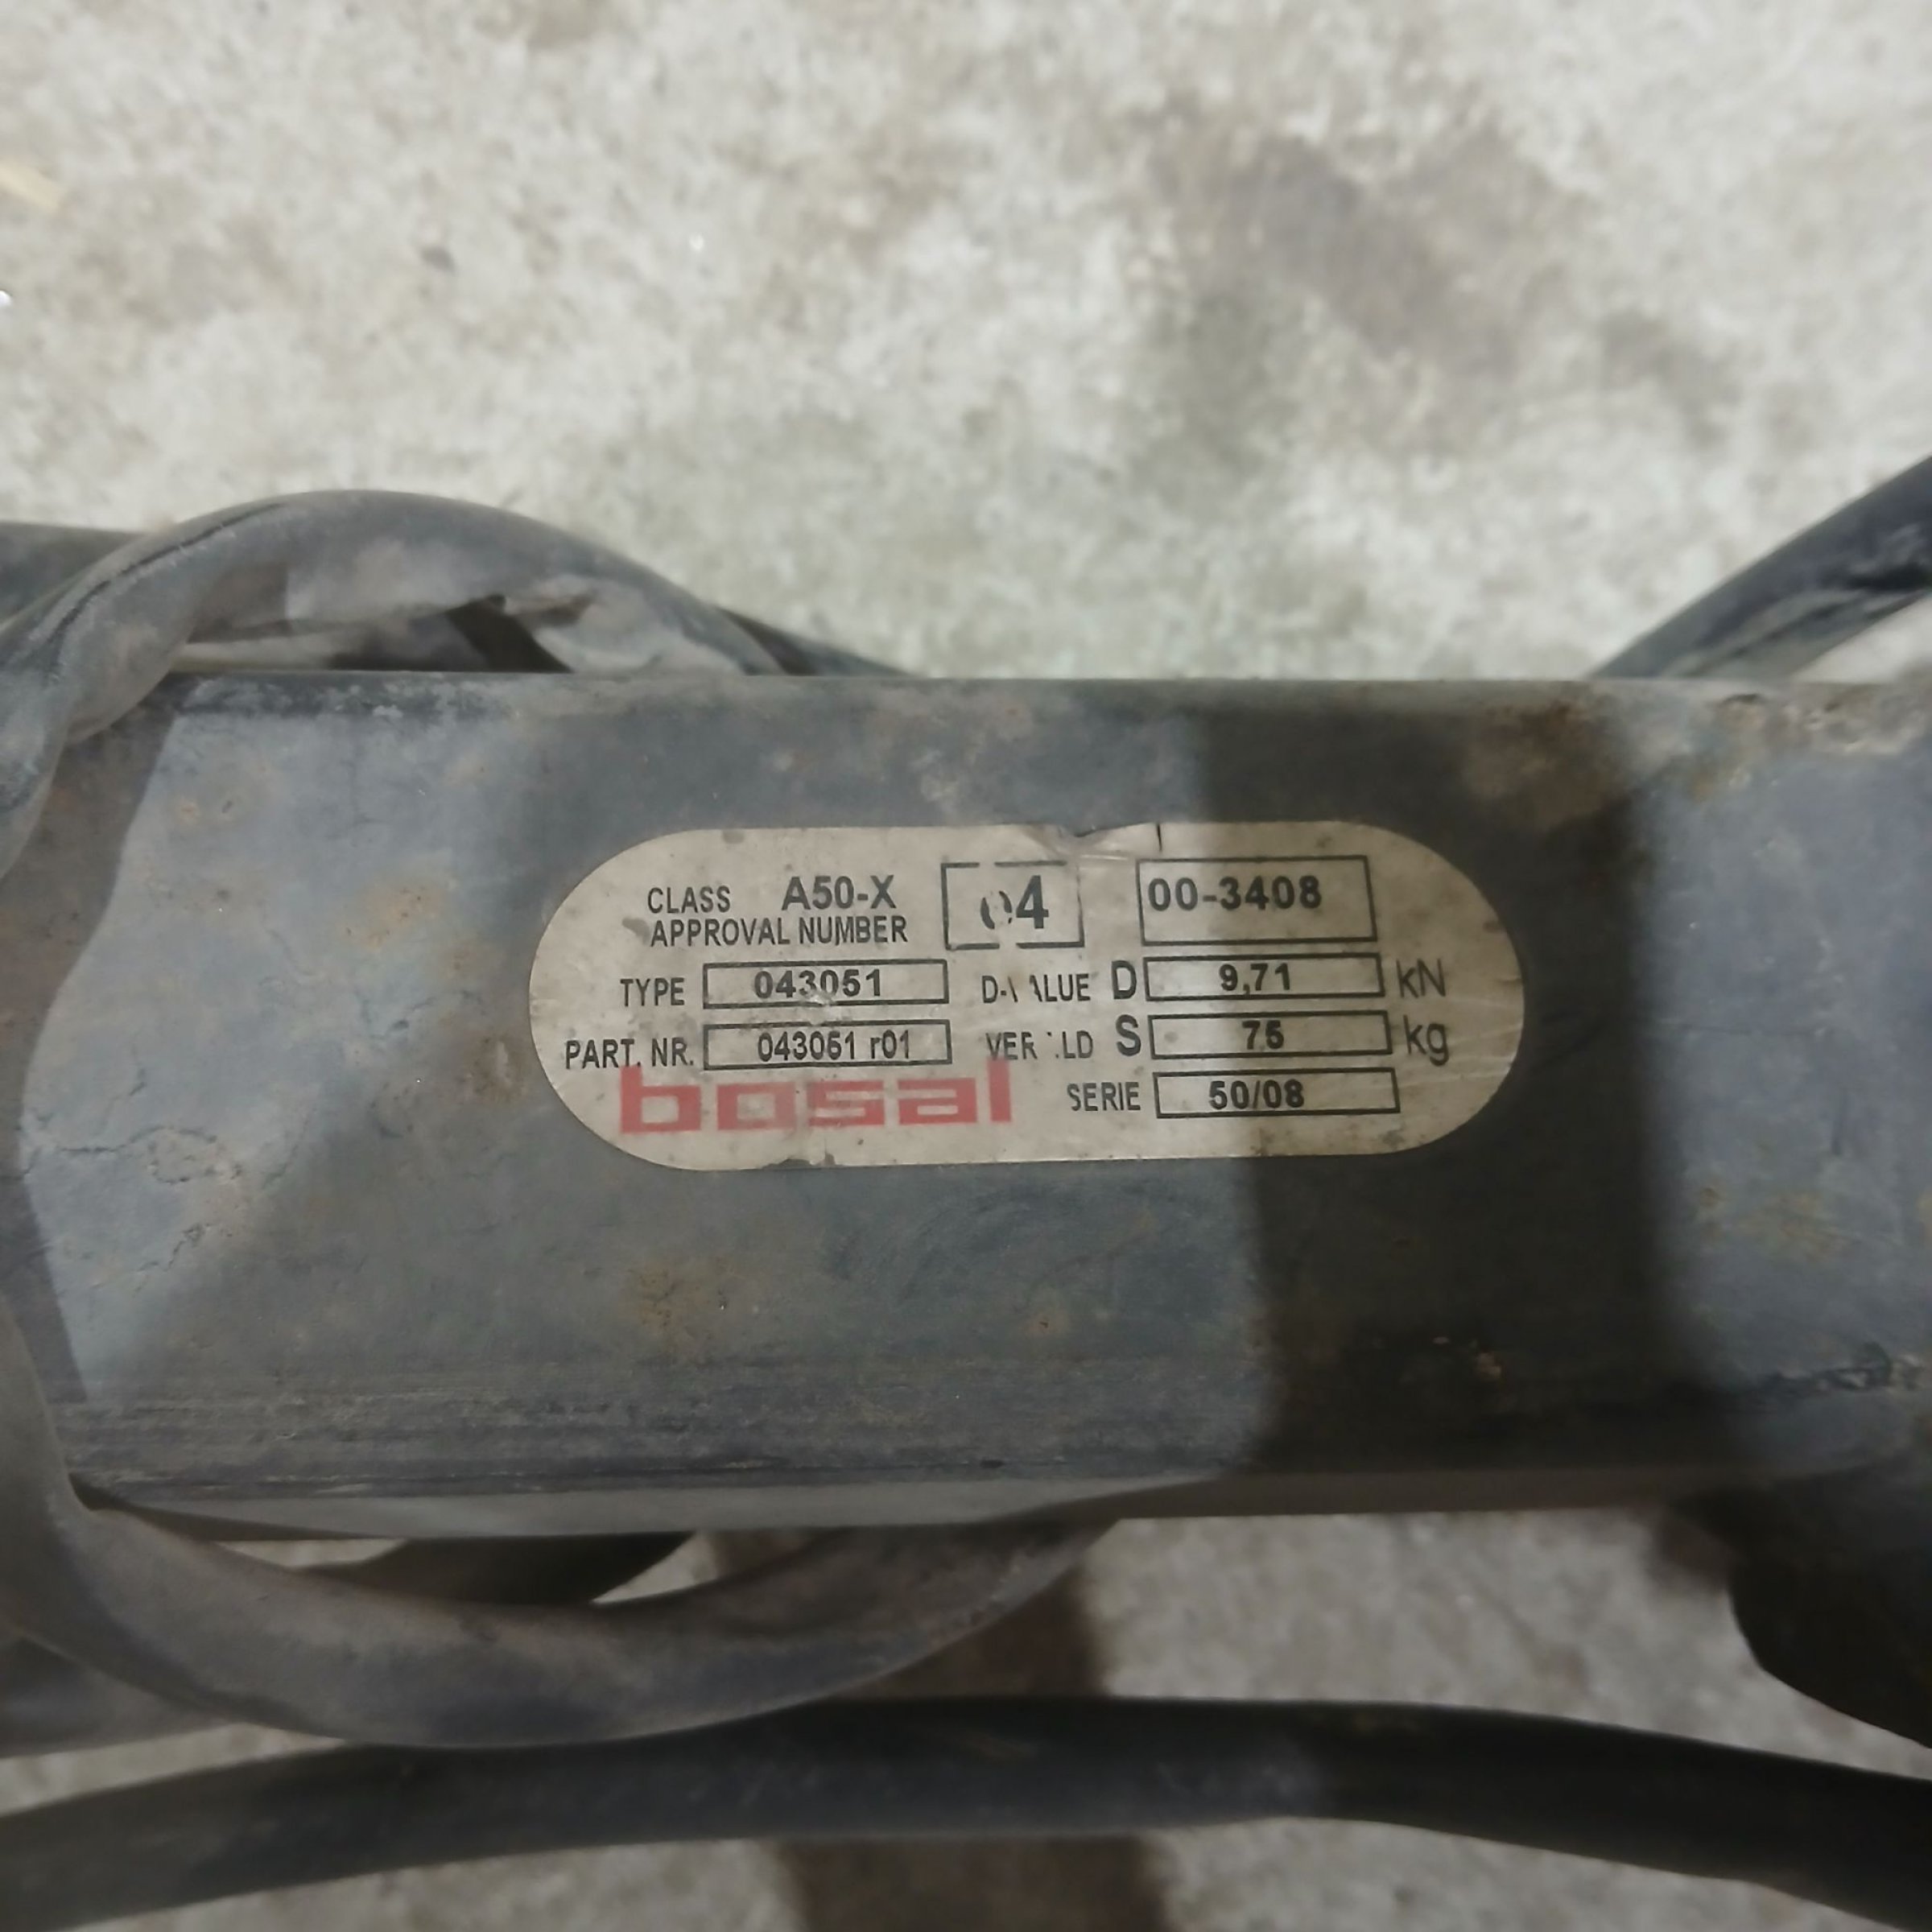 CLASS A50-X e4 00-3408
APPROVAL NUMBER
TYPE 043051 D-VALUE D 9,71 kN
PART. NR. 043051 r01 S 75 kg
bosal SERIE 50/08